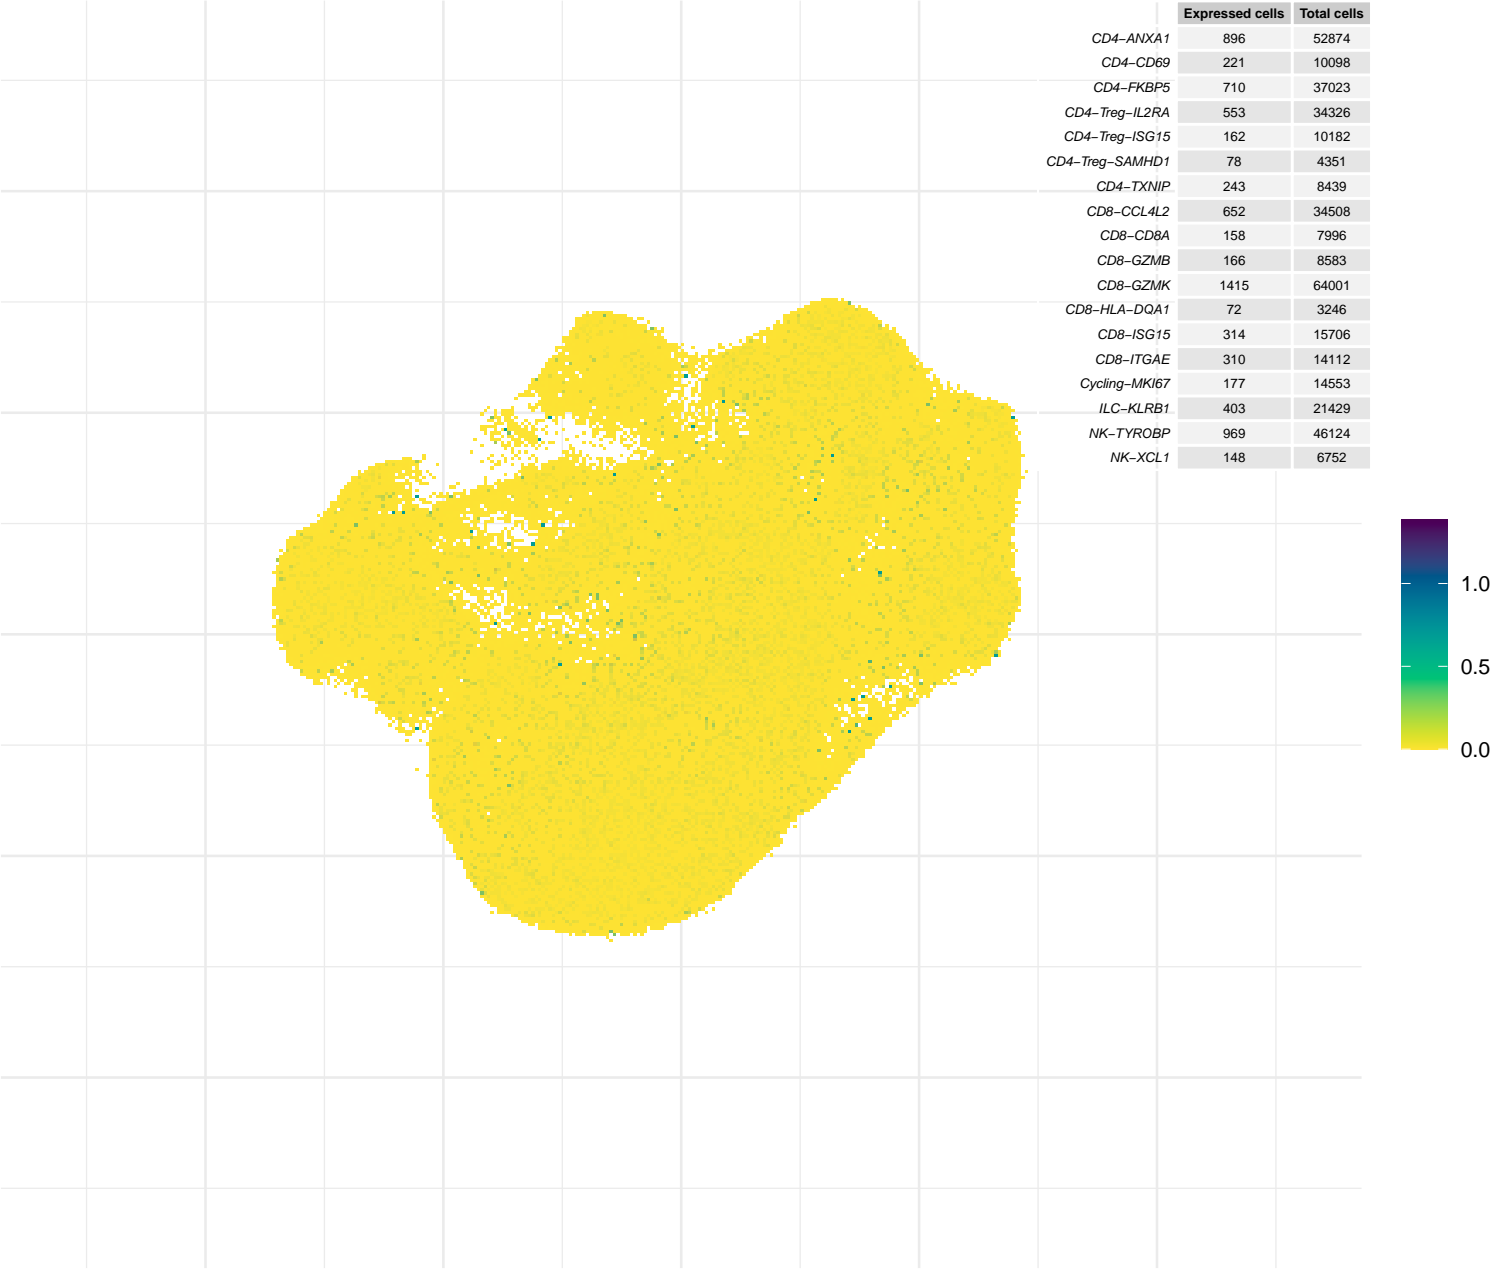 Expressed cells Total cells
CD4−ANXA1 896 52874
CD4−CD69 221 10098
CD4−FKBP5 710 37023
CD4−Treg−IL2RA 553 34326
CD4−Treg−ISG15 162 10182
CD4−Treg−SAMHD1 78 4351
CD4−TXNIP 243 8439
CD8−CCL4L2 652 34508
CD8−CD8A 158 7996
CD8−GZMB 166 8583
CD8−GZMK 1415 64001
CD8−HLA−DQA1 72 3246
CD8−ISG15 314 15706
CD8−ITGAE 310 14112
Cycling−MKI67 177 14553
ILC−KLRB1 403 21429
NK−TYROBP 969 46124
NK−XCL1 148 6752
1.0
0.5
0.0